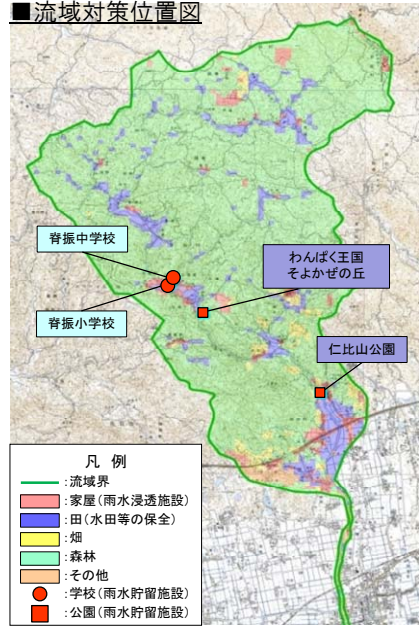 ■流域対策位置図
脊振中学校
わんぱく王国
そよかぜの丘
脊振小学校
仁比山公園
凡 例
:流域界
:家屋(雨水浸透施設)
:田(水田等の保全)
:畑
:森林
:その他
:学校(雨水貯留施設)
:公園(雨水貯留施設)